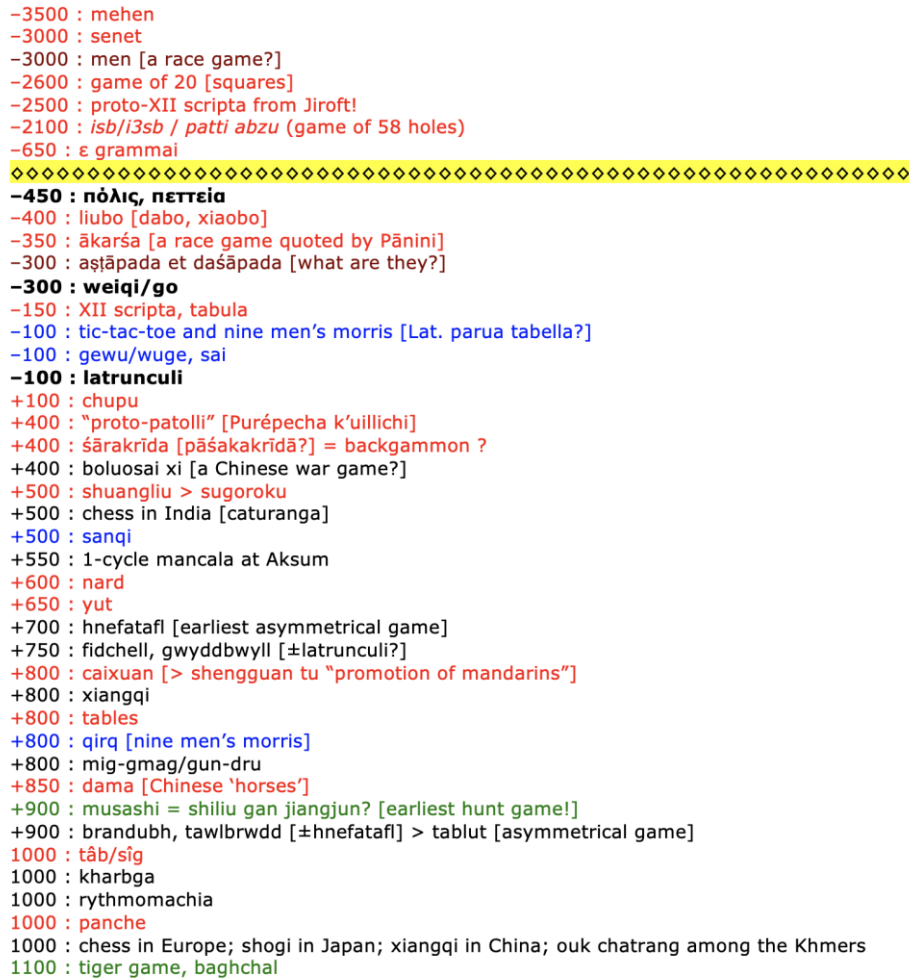 –3500 : mehen
–3000 : senet
–3000 : men [a race game?]
–2600 : game of 20 [squares]
–2500 : proto-XII scripta from Jiroft!
–2100 : isb/i3sb / patti abzu (game of 58 holes)
–650 : ε grammai
◇◇◇◇◇◇◇◇◇◇◇◇◇◇◇◇◇◇◇◇◇◇◇◇◇◇◇◇◇◇◇◇◇◇◇◇◇◇◇◇◇◇◇◇◇◇◇◇
–450 : πόλις, πεττεία
–400 : liubo [dabo, xiaobo]
–350 : ākarśa [a race game quoted by Pānini]
–300 : aṣṭāpada et daśāpada [what are they?]
–300 : weiqi/go
–150 : XII scripta, tabula
–100 : tic-tac-toe and nine men’s morris [Lat. parua tabella?]
–100 : gewu/wuge, sai
–100 : latrunculi
+100 : chupu
+400 : “proto-patolli” [Purépecha k’uillichi]
+400 : śārakrīda [pāśakakrīdā?] = backgammon ?
+400 : boluosai xi [a Chinese war game?]
+500 : shuangliu > sugoroku
+500 : chess in India [caturanga]
+500 : sanqi
+550 : 1-cycle mancala at Aksum
+600 : nard
+650 : yut
+700 : hnefatafl [earliest asymmetrical game]
+750 : fidchell, gwyddbwyll [±latrunculi?]
+800 : caixuan [> shengguan tu “promotion of mandarins”]
+800 : xiangqi
+800 : tables
+800 : qirq [nine men’s morris]
+800 : mig-gmag/gun-dru
+850 : dama [Chinese ‘horses’]
+900 : musashi = shiliu gan jiangjun? [earliest hunt game!]
+900 : brandubh, tawlbrwdd [±hnefatafl] > tablut [asymmetrical game]
1000 : tâb/sîg
1000 : kharbga
1000 : rythmomachia
1000 : panche
1000 : chess in Europe; shogi in Japan; xiangqi in China; ouk chatrang among the Khmers
1100 : tiger game, baghchal